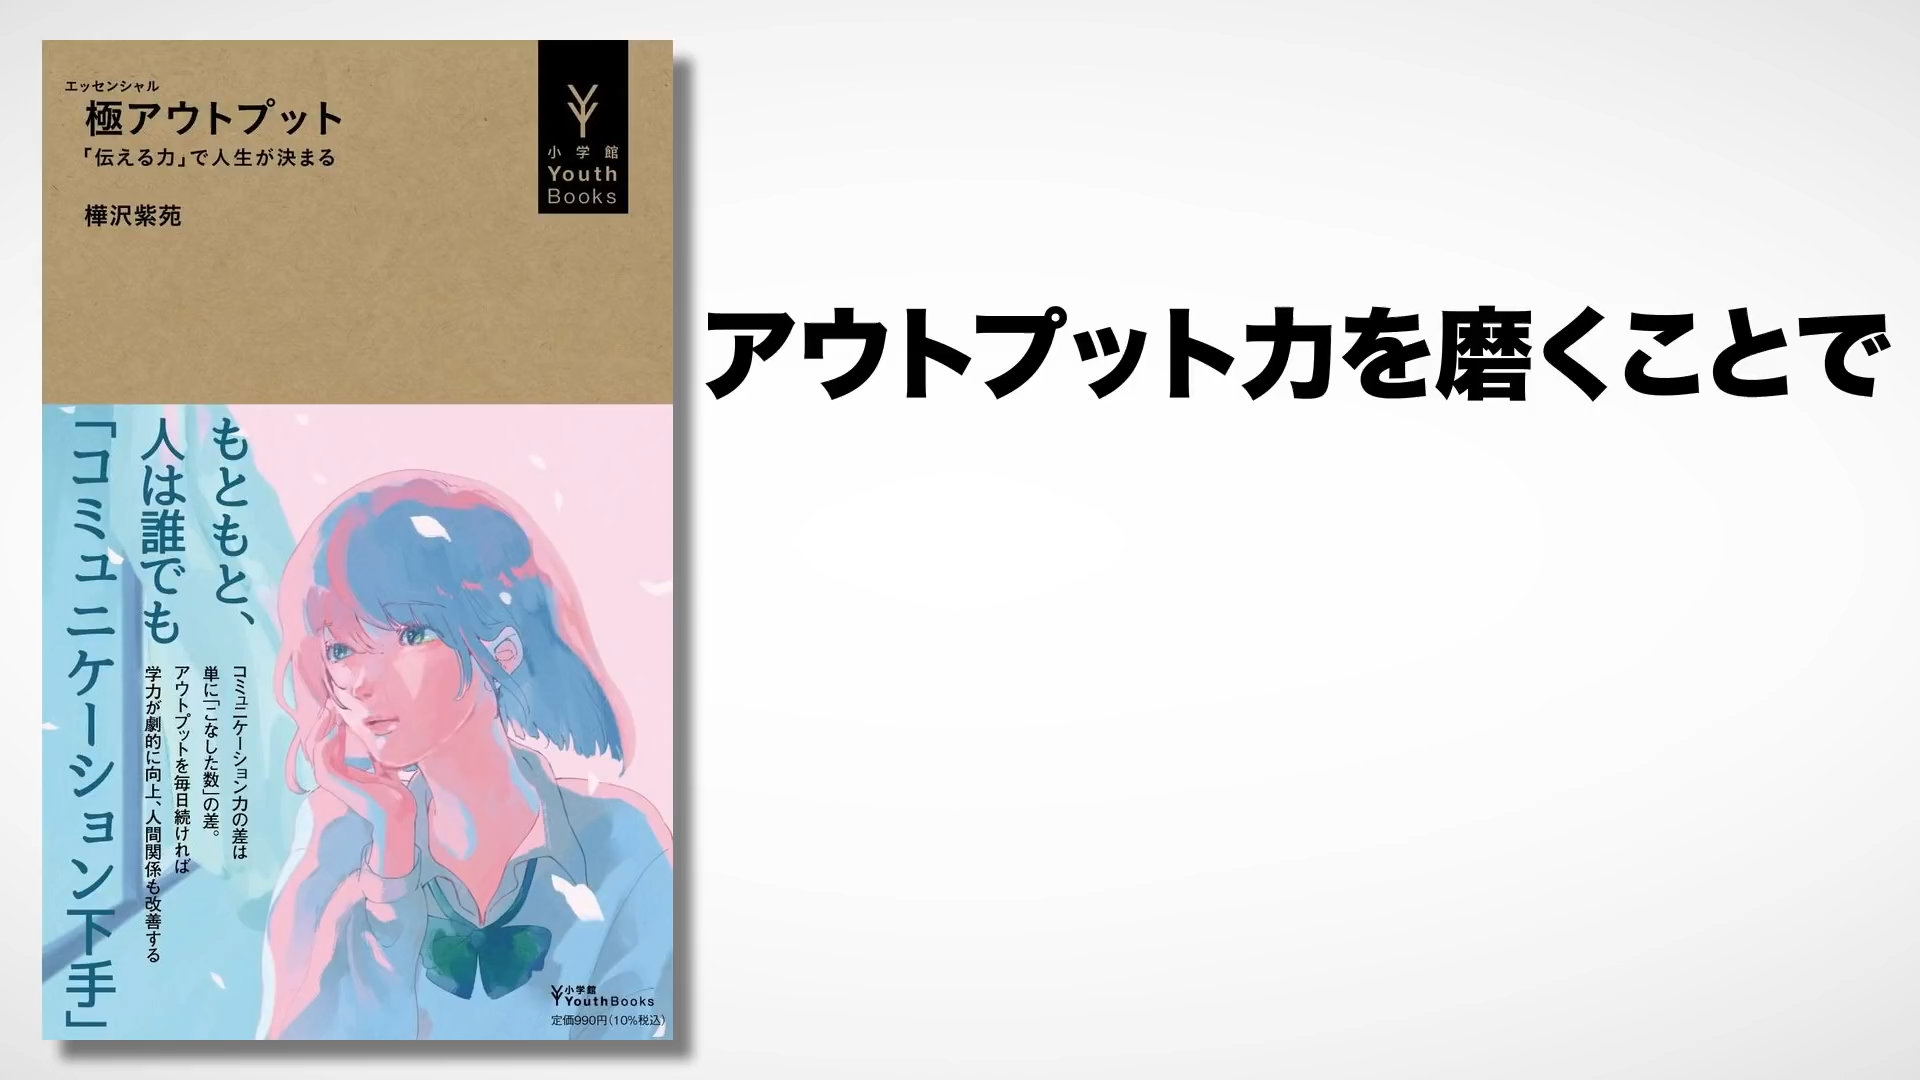 エッセンシャル
極アウトプット
「伝える力」で人生が決まる
樺沢紫苑
小学館
Youth
Books
アウトプット力を磨くことで
もともと、
人は誰でも
「コミュニケーション下手」
コミュニケーション力の差は
単に「こなした数」の差。
アウトプットを毎日続ければ
学力が劇的に向上、人間関係も改善する
小学館
YouthBooks
定価990円(10%税込)